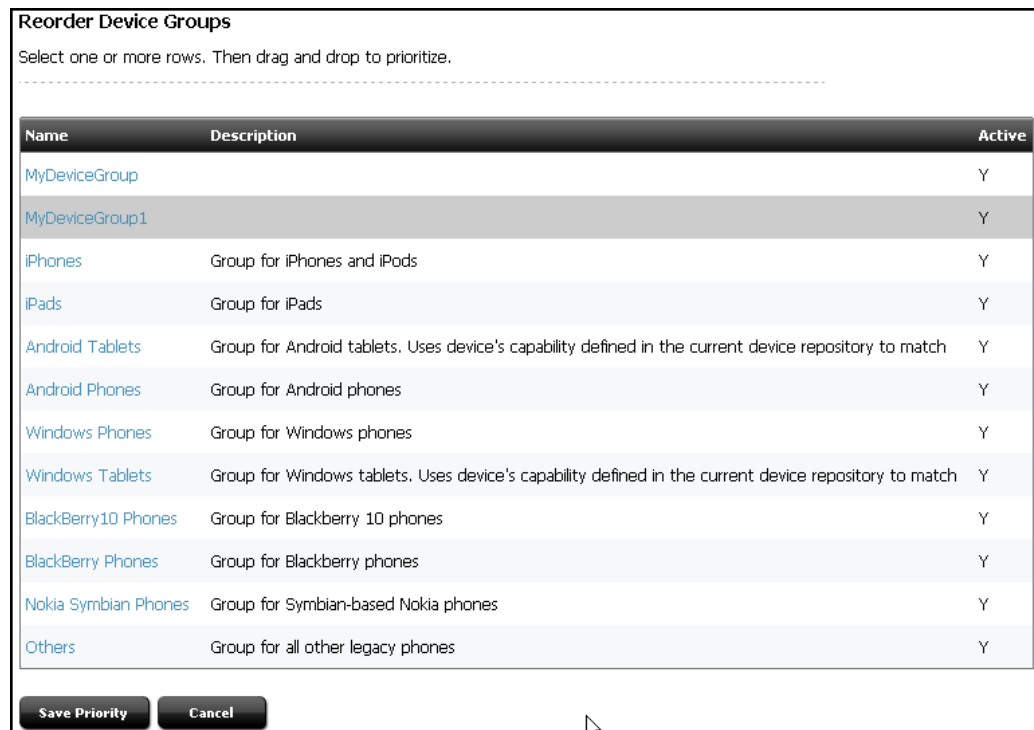 Reorder Device Groups
Select one or more rows. Then drag and drop to prioritize.
Name Description Active
MyDeviceGroup Y
MyDeviceGroup1 Y
iPhones Group for iPhones and iPods Y
iPads Group for iPads Y
Android Tablets Group for Android tablets. Uses device's capability defined in the current device repository to match Y
Android Phones Group for Android phones Y
Windows Phones Group for Windows phones Y
Windows Tablets Group for Windows tablets. Uses device's capability defined in the current device repository to match Y
BlackBerry10 Phones Group for Blackberry 10 phones Y
BlackBerry Phones Group for Blackberry phones Y
Nokia Symbian Phones Group for Symbian-based Nokia phones Y
Others Group for all other legacy phones Y
Save Priority Cancel